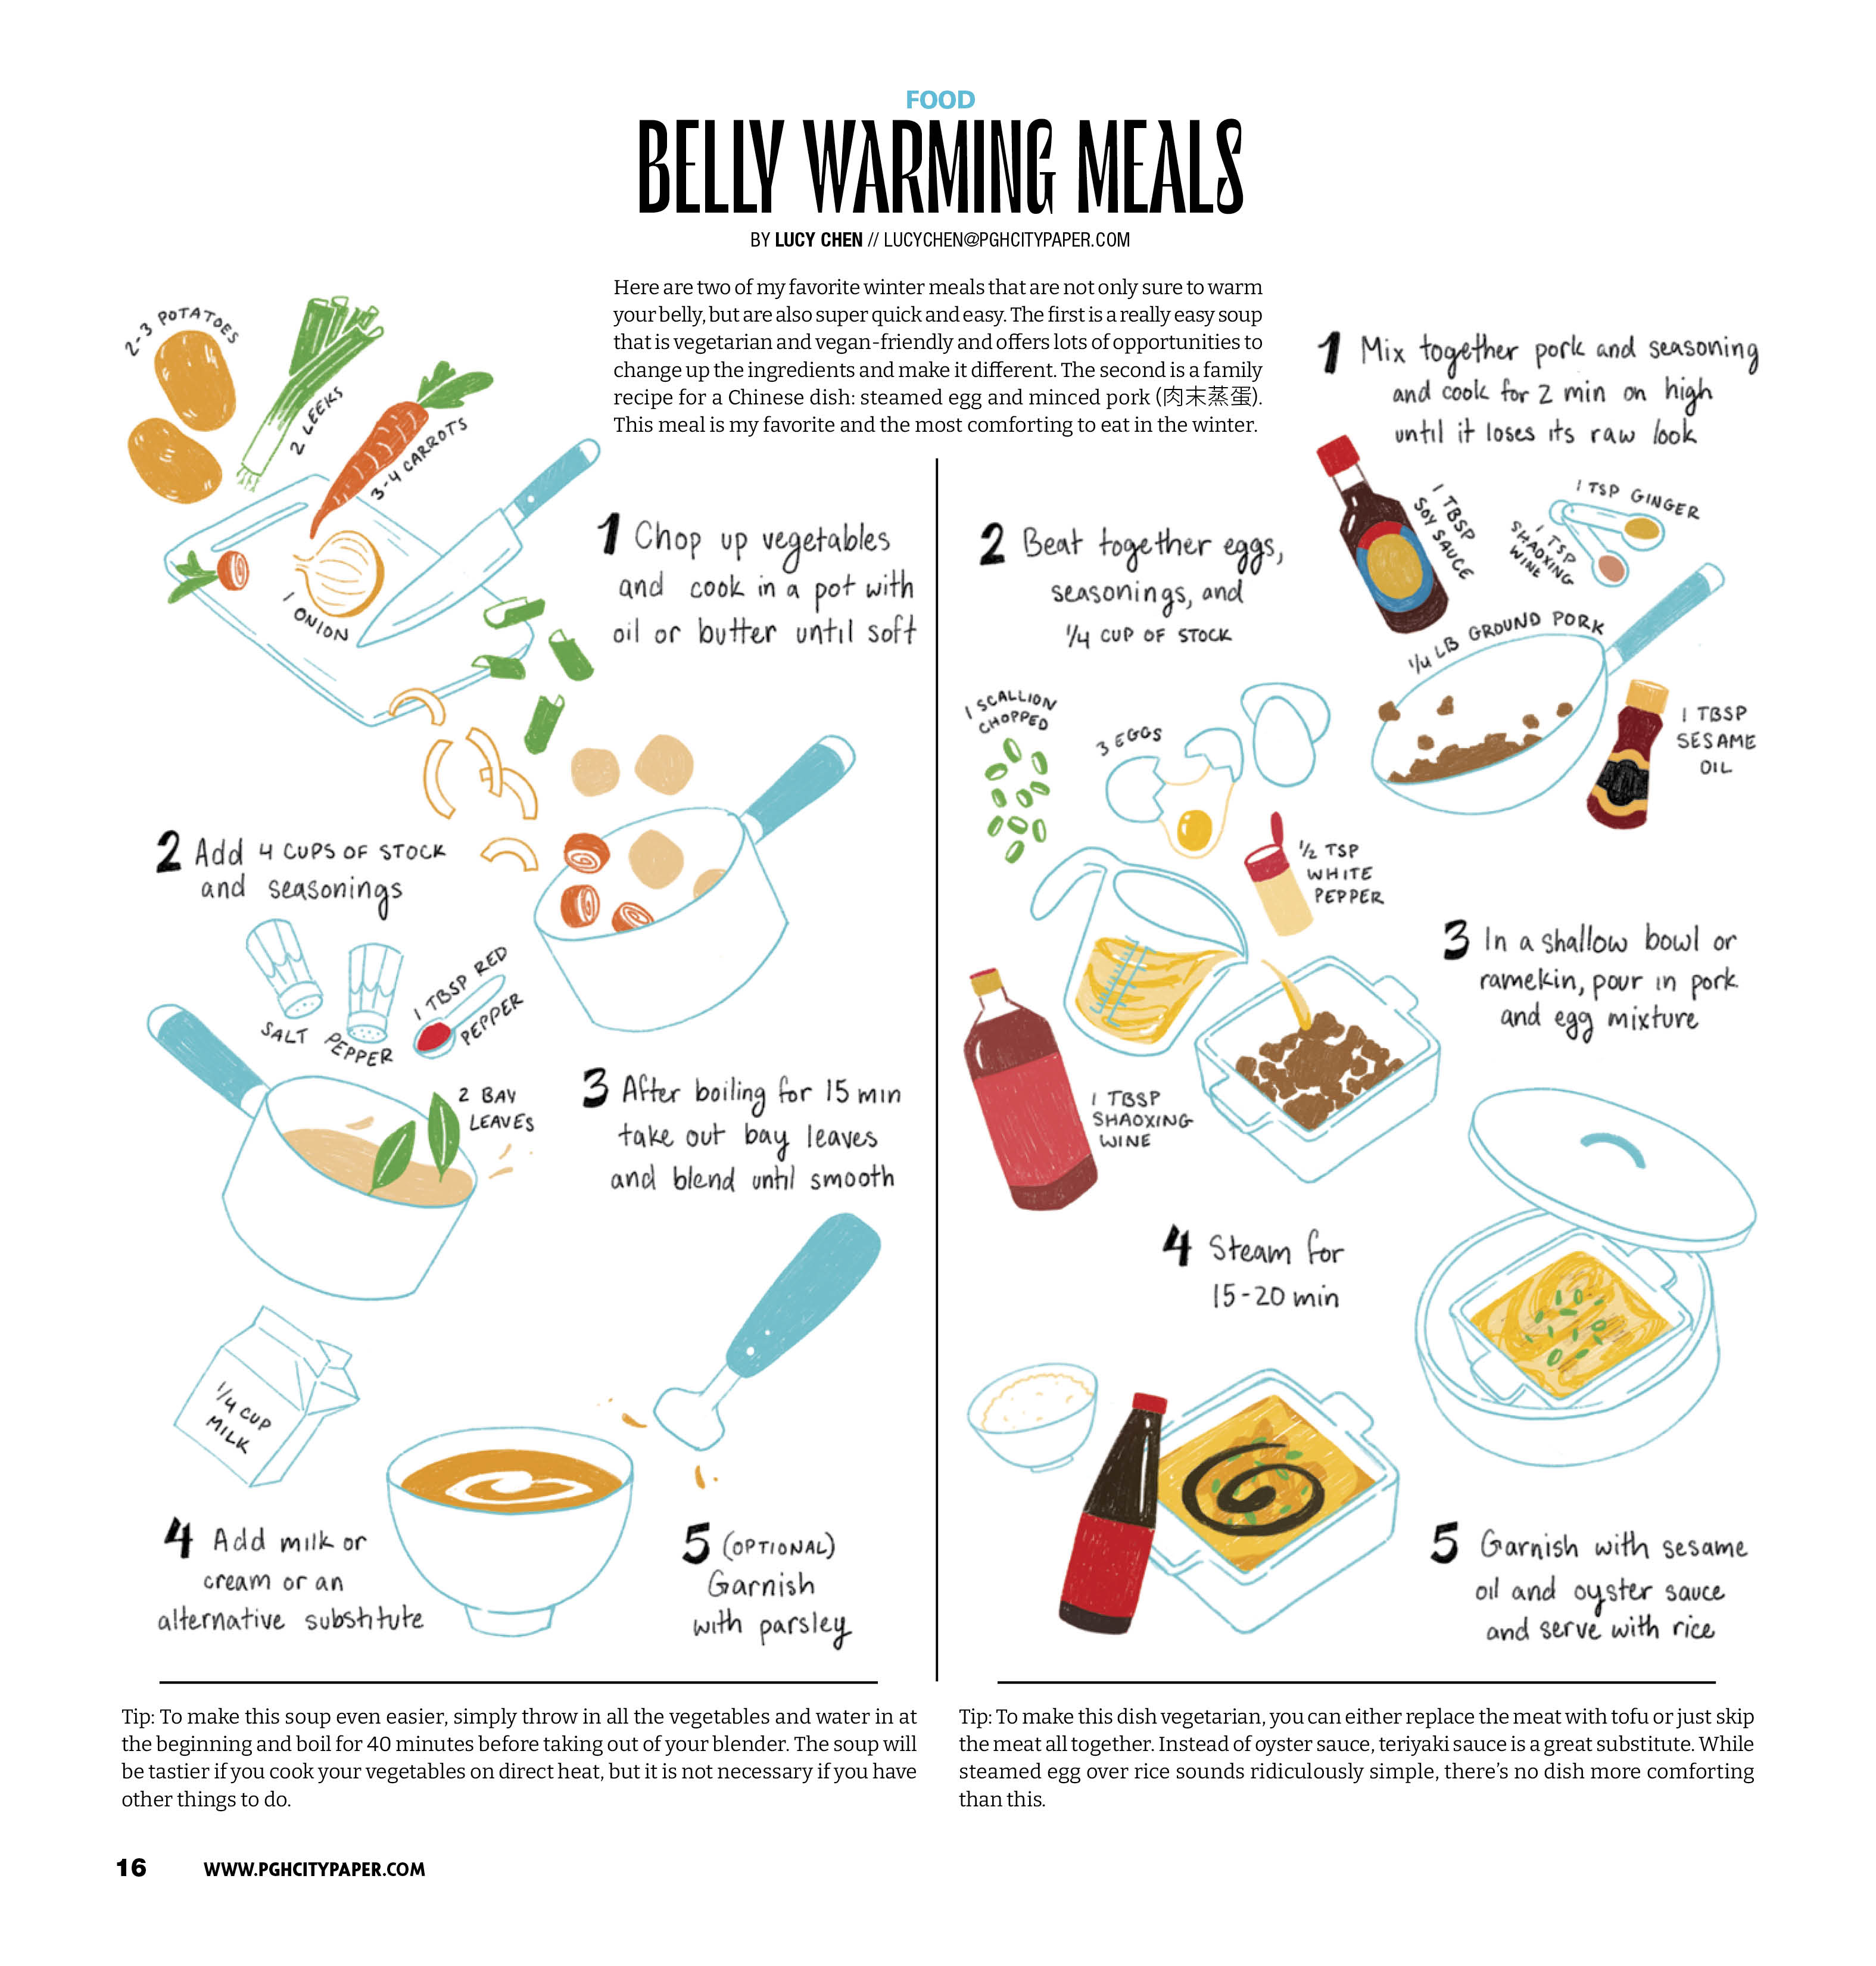 FOOD
BELLY WARMING MEALS
BY LUCY CHEN // LUCYCHEN@PGHCITYPAPER.COM
Here are two of my favorite winter meals that are not only sure to warm
your belly, but are also super quick and easy. The first is a really easy soup
that is vegetarian and vegan-friendly and offers lots of opportunities to
change up the ingredients and make it different. The second is a family
recipe for a Chinese dish: steamed egg and minced pork (肉末蒸蛋).
This meal is my favorite and the most comforting to eat in the winter.
2-3 POTATOES
2 LEEKS
3-4 CARROTS
1 ONION
1 Chop up vegetables
and cook in a pot with
oil or butter until soft
2 Add 4 CUPS OF STOCK
and seasonings
SALT
PEPPER
1 TBSP RED
PEPPER
2 BAY
LEAVES
3 After boiling for 15 min
take out bay leaves
and blend until smooth
1/4 CUP
MILK
4 Add milk or
cream or an
alternative substitute
5 (OPTIONAL)
Garnish
with parsley
Tip: To make this soup even easier, simply throw in all the vegetables and water in at
the beginning and boil for 40 minutes before taking out of your blender. The soup will
be tastier if you cook your vegetables on direct heat, but it is not necessary if you have
other things to do.
1 Mix together pork and seasoning
and cook for 2 min on high
until it loses its raw look
1 TBSP
SOY SAUCE
1 TSP GINGER
1 TSP
SHAOXING
WINE
1/4 LB GROUND PORK
1 TBSP
SESAME
OIL
2 Beat together eggs,
seasonings, and
1/4 CUP OF STOCK
1 SCALLION
CHOPPED
3 EGGS
1/2 TSP
WHITE
PEPPER
1 TBSP
SHAOXING
WINE
3 In a shallow bowl or
ramekin, pour in pork
and egg mixture
4 Steam for
15-20 min
5 Garnish with sesame
oil and oyster sauce
and serve with rice
Tip: To make this dish vegetarian, you can either replace the meat with tofu or just skip
the meat all together. Instead of oyster sauce, teriyaki sauce is a great substitute. While
steamed egg over rice sounds ridiculously simple, there's no dish more comforting
than this.
16 WWW.PGHCITYPAPER.COM